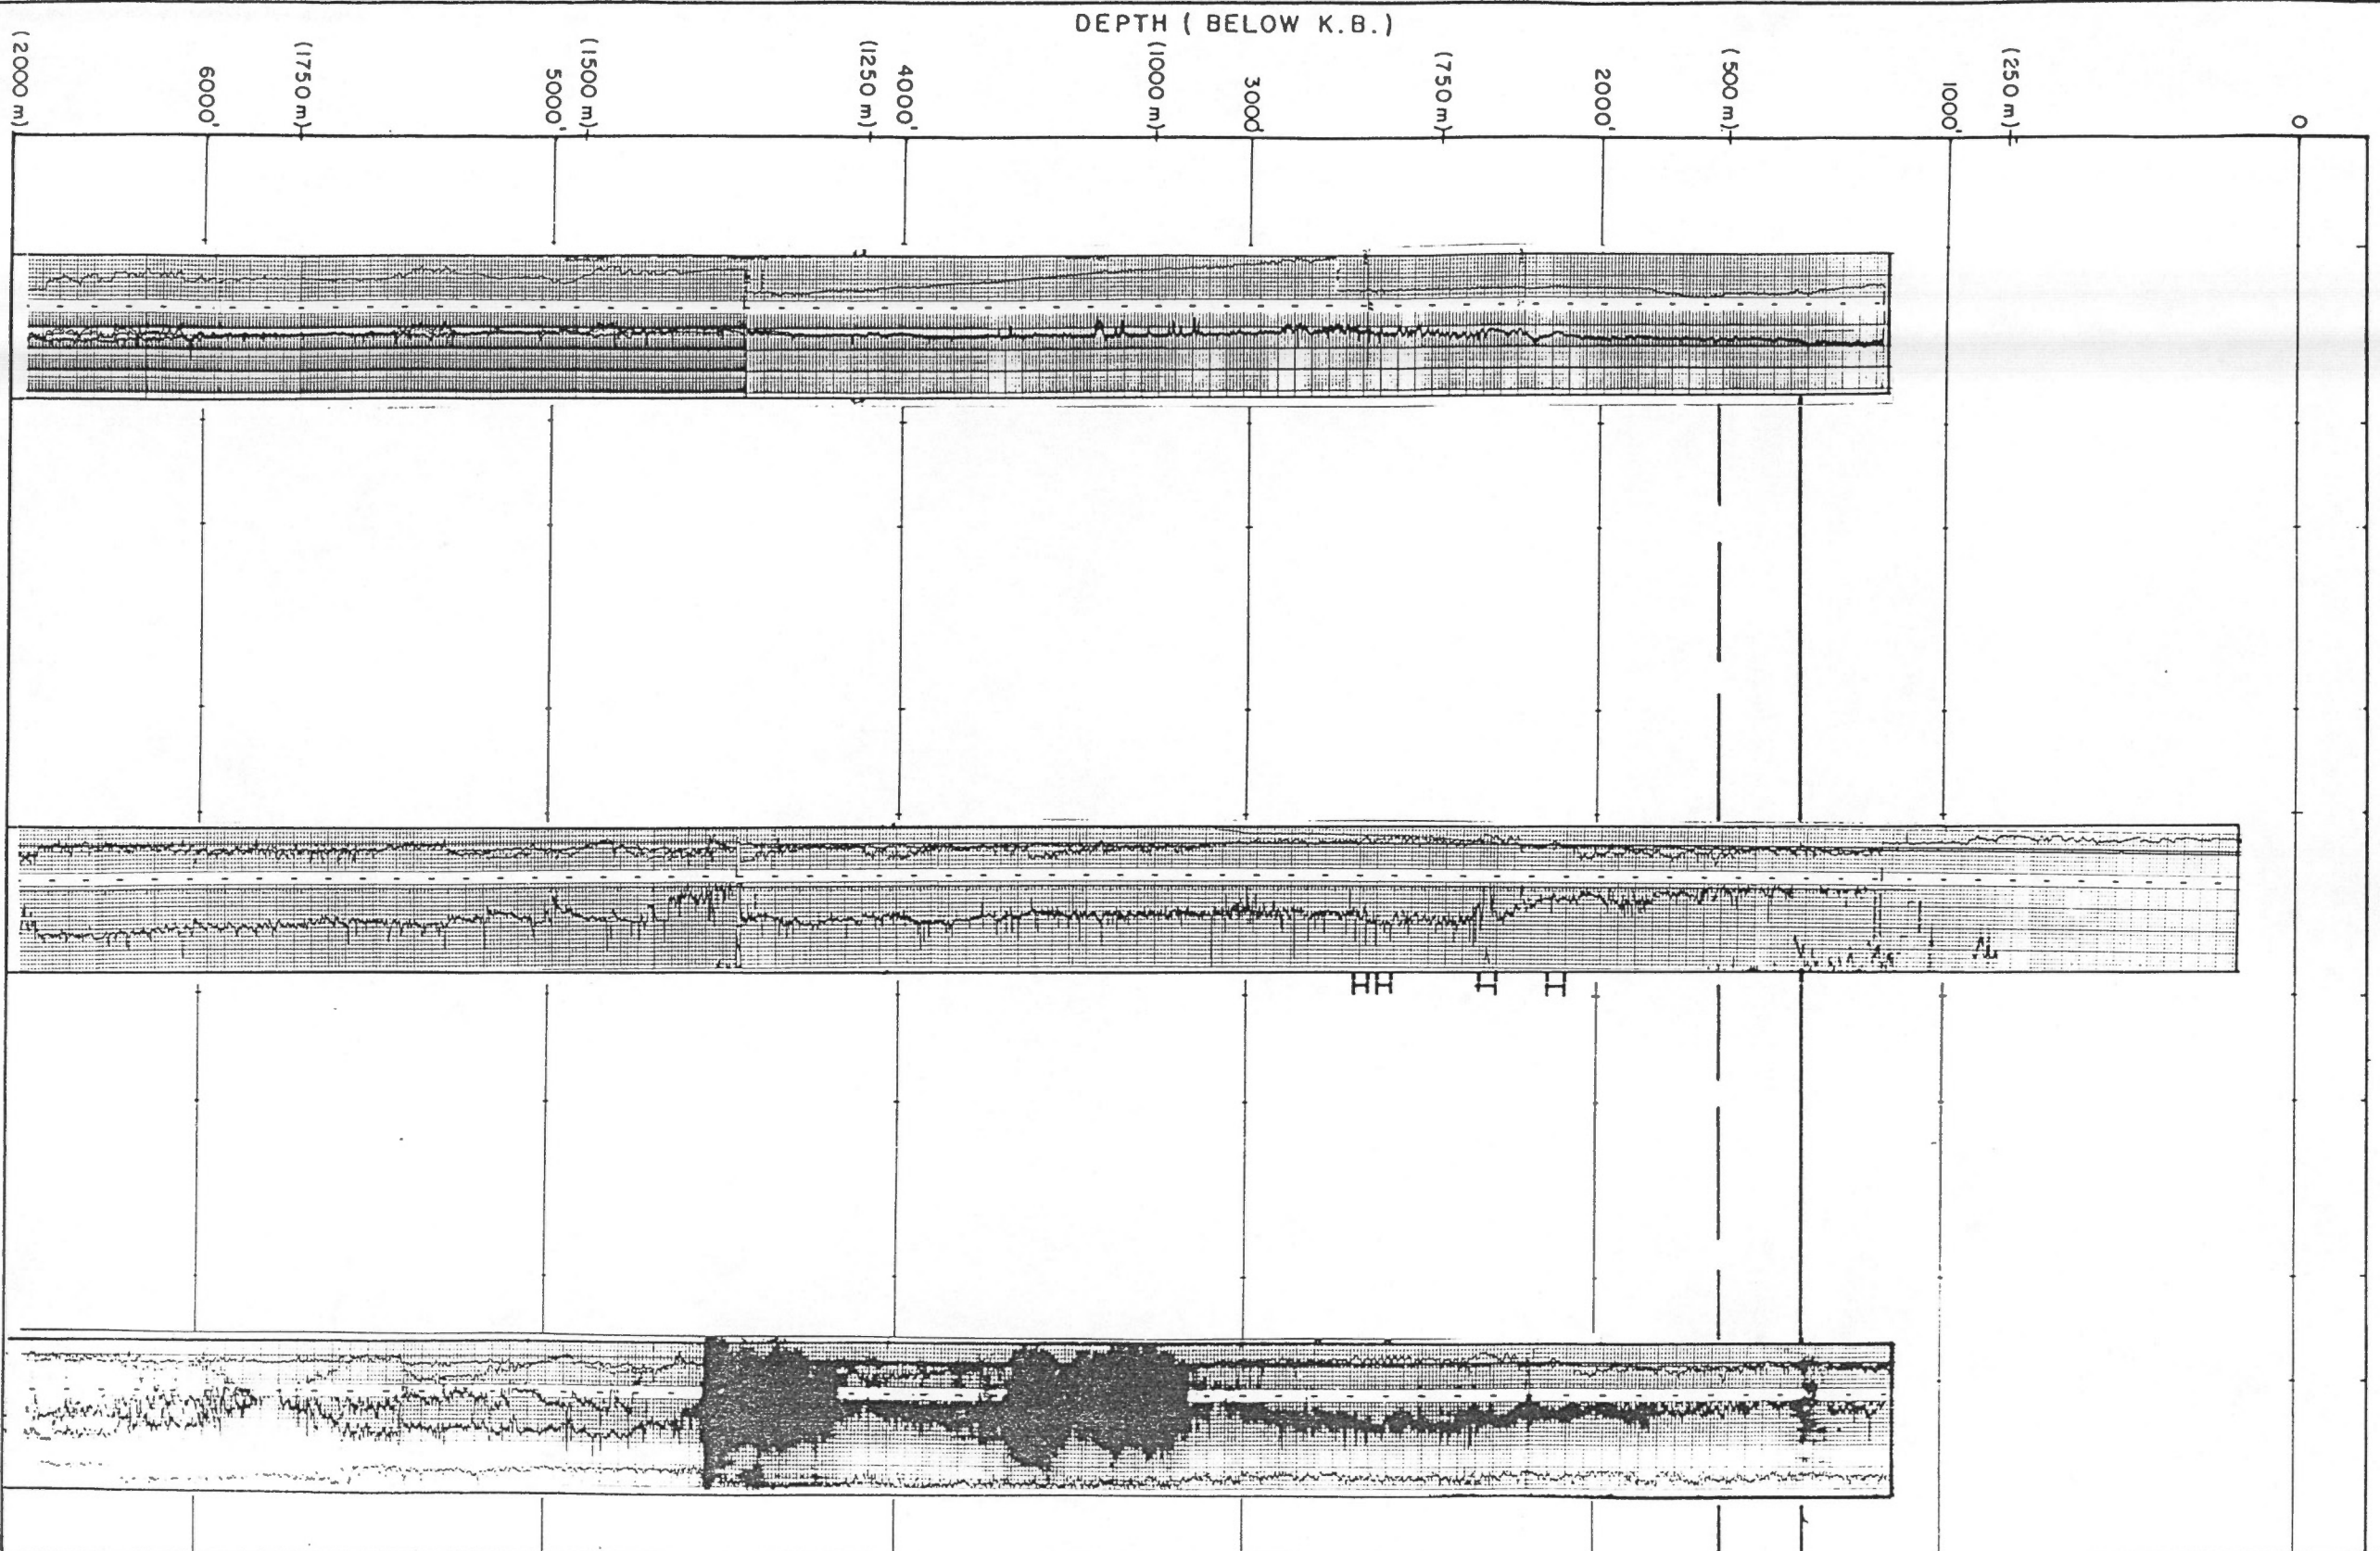 DEPTH ( BELOW K.B.)
(2000 m)
6000'
(1750 m)
5000'
(1500 m)
(1250 m)
4000'
(1000 m)
3000'
(750 m)
2000'
(500 m)
1000'
(250 m)
0